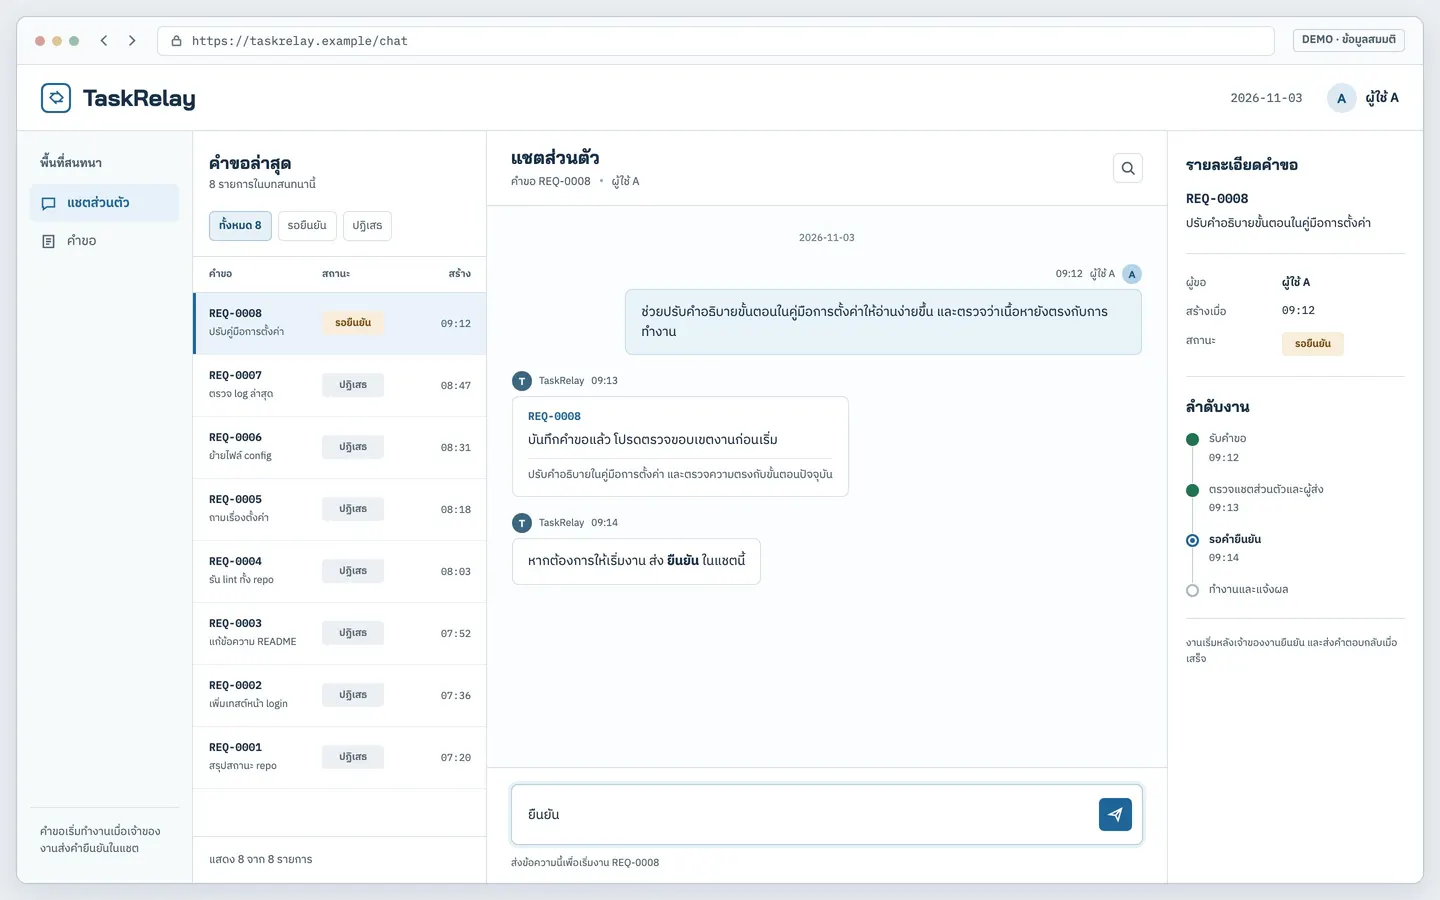 https://taskrelay.example/chat
DEMO · ข้อมูลสมมติ
TaskRelay
2026-11-03
A
ผู้ใช้ A
พื้นที่สนทนา
แชตส่วนตัว
คำขอ
คำขอเริ่มทำงานเมื่อเจ้าของ
งานส่งคำยืนยันในแชต
คำขอล่าสุด
8 รายการในบทสนทนานี้
ทั้งหมด 8
รอยืนยัน
ปฏิเสธ
คำขอ
สถานะ
สร้าง
REQ-0008
ปรับคู่มือการตั้งค่า
รอยืนยัน
09:12
REQ-0007
ตรวจ log ล่าสุด
ปฏิเสธ
08:47
REQ-0006
ย้ายไฟล์ config
ปฏิเสธ
08:31
REQ-0005
ถามเรื่องตั้งค่า
ปฏิเสธ
08:18
REQ-0004
รัน lint ทั้ง repo
ปฏิเสธ
08:03
REQ-0003
แก้ข้อความ README
ปฏิเสธ
07:52
REQ-0002
เพิ่มเทสต์หน้า login
ปฏิเสธ
07:36
REQ-0001
สรุปสถานะ repo
ปฏิเสธ
07:20
แสดง 8 จาก 8 รายการ
แชตส่วนตัว
คำขอ REQ-0008 • ผู้ใช้ A
2026-11-03
09:12 ผู้ใช้ A
A
ช่วยปรับคำอธิบายขั้นตอนในคู่มือการตั้งค่าให้อ่านง่ายขึ้น และตรวจว่าเนื้อหายังตรงกับการ
ทำงาน
T
TaskRelay 09:13
REQ-0008
บันทึกคำขอแล้ว โปรดตรวจขอบเขตงานก่อนเริ่ม
ปรับคำอธิบายในคู่มือการตั้งค่า และตรวจความตรงกับขั้นตอนปัจจุบัน
T
TaskRelay 09:14
หากต้องการให้เริ่มงาน ส่ง ยืนยัน ในแชตนี้
ยืนยัน
ส่งข้อความนี้เพื่อเริ่มงาน REQ-0008
รายละเอียดคำขอ
REQ-0008
ปรับคำอธิบายขั้นตอนในคู่มือการตั้งค่า
ผู้ขอ
ผู้ใช้ A
สร้างเมื่อ
09:12
สถานะ
รอยืนยัน
ลำดับงาน
รับคำขอ
09:12
ตรวจแชตส่วนตัวและผู้ส่ง
09:13
รอคำยืนยัน
09:14
ทำงานและแจ้งผล
งานเริ่มหลังเจ้าของงานยืนยัน และส่งคำตอบกลับเมื่อ
เสร็จ